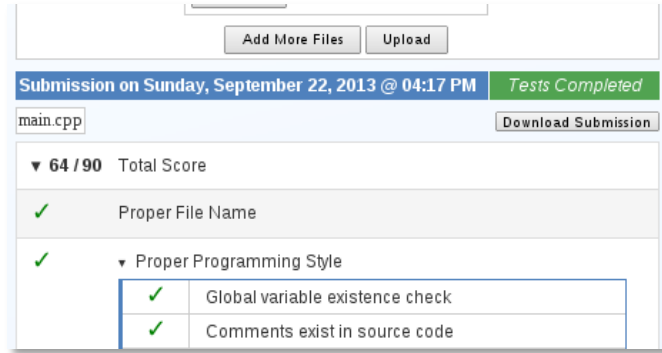 Add More Files Upload
Submission on Sunday, September 22, 2013 @ 04:17 PM Tests Completed
main.cpp Download Submission
▼ 64 / 90 Total Score
✓ Proper File Name
✓ ▼ Proper Programming Style
✓ Global variable existence check
✓ Comments exist in source code